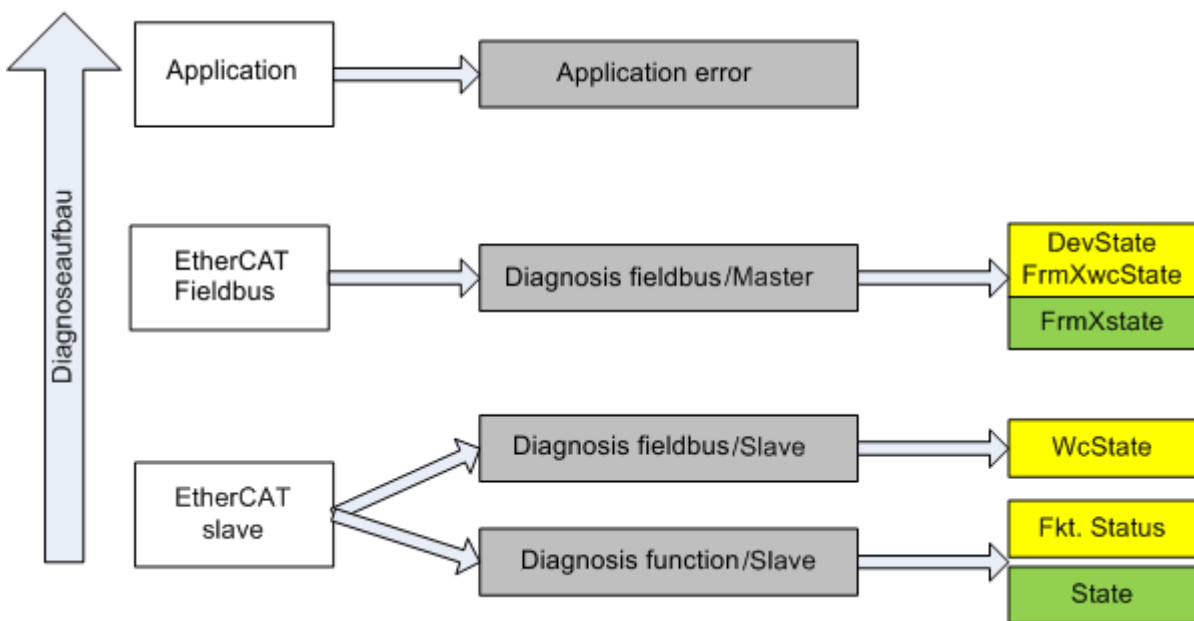 Application
Application error
Diagnoseaufbau
EtherCAT
Fieldbus
Diagnosis fieldbus/Master
DevState
FrmXwcState
FrmXstate
EtherCAT
slave
Diagnosis fieldbus/Slave
WcState
Diagnosis function/Slave
Fkt. Status
State